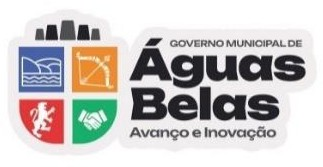 GOVERNO MUNICIPAL DE
Águas
Belas
Avanço e Inovação